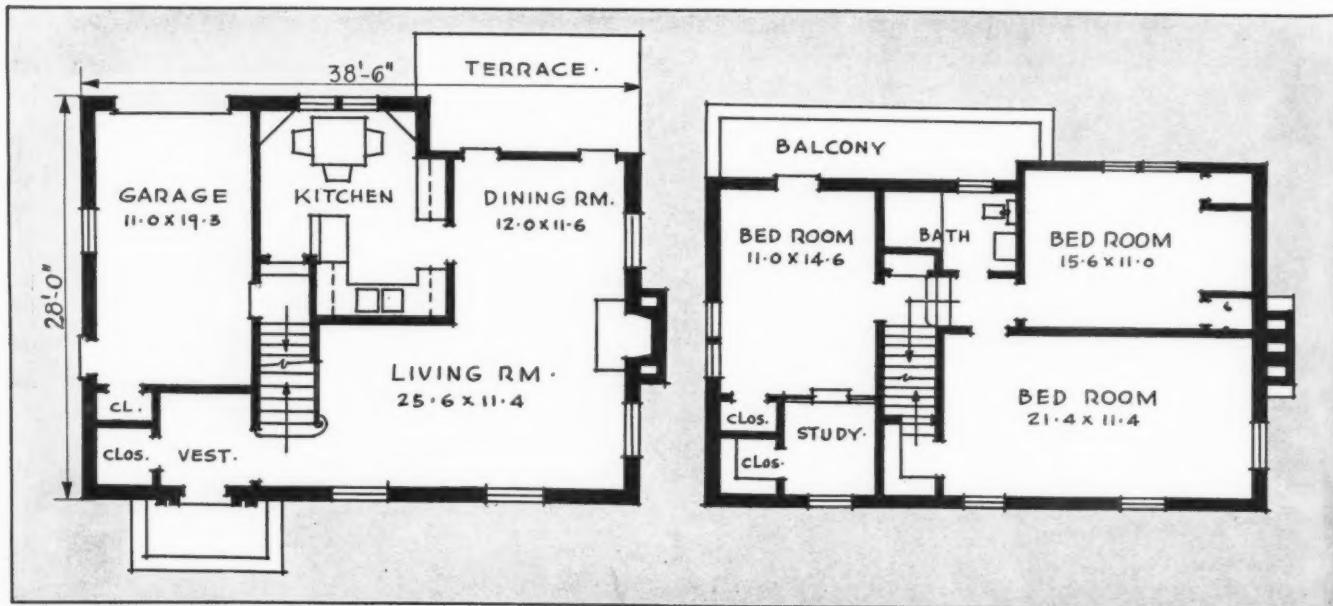 38'-6"
TERRACE.
28'-0"
GARAGE
11.0 X 19.3
KITCHEN
DINING RM.
12.0 X 11.6
LIVING RM.
25.6 X 11.4
CL.
CLOS.
VEST.
BALCONY
BED ROOM
11.0 X 14.6
BATH
BED ROOM
15.6 X 11.0
BED ROOM
21.4 X 11.4
CLOS.
STUDY.
CLOS.